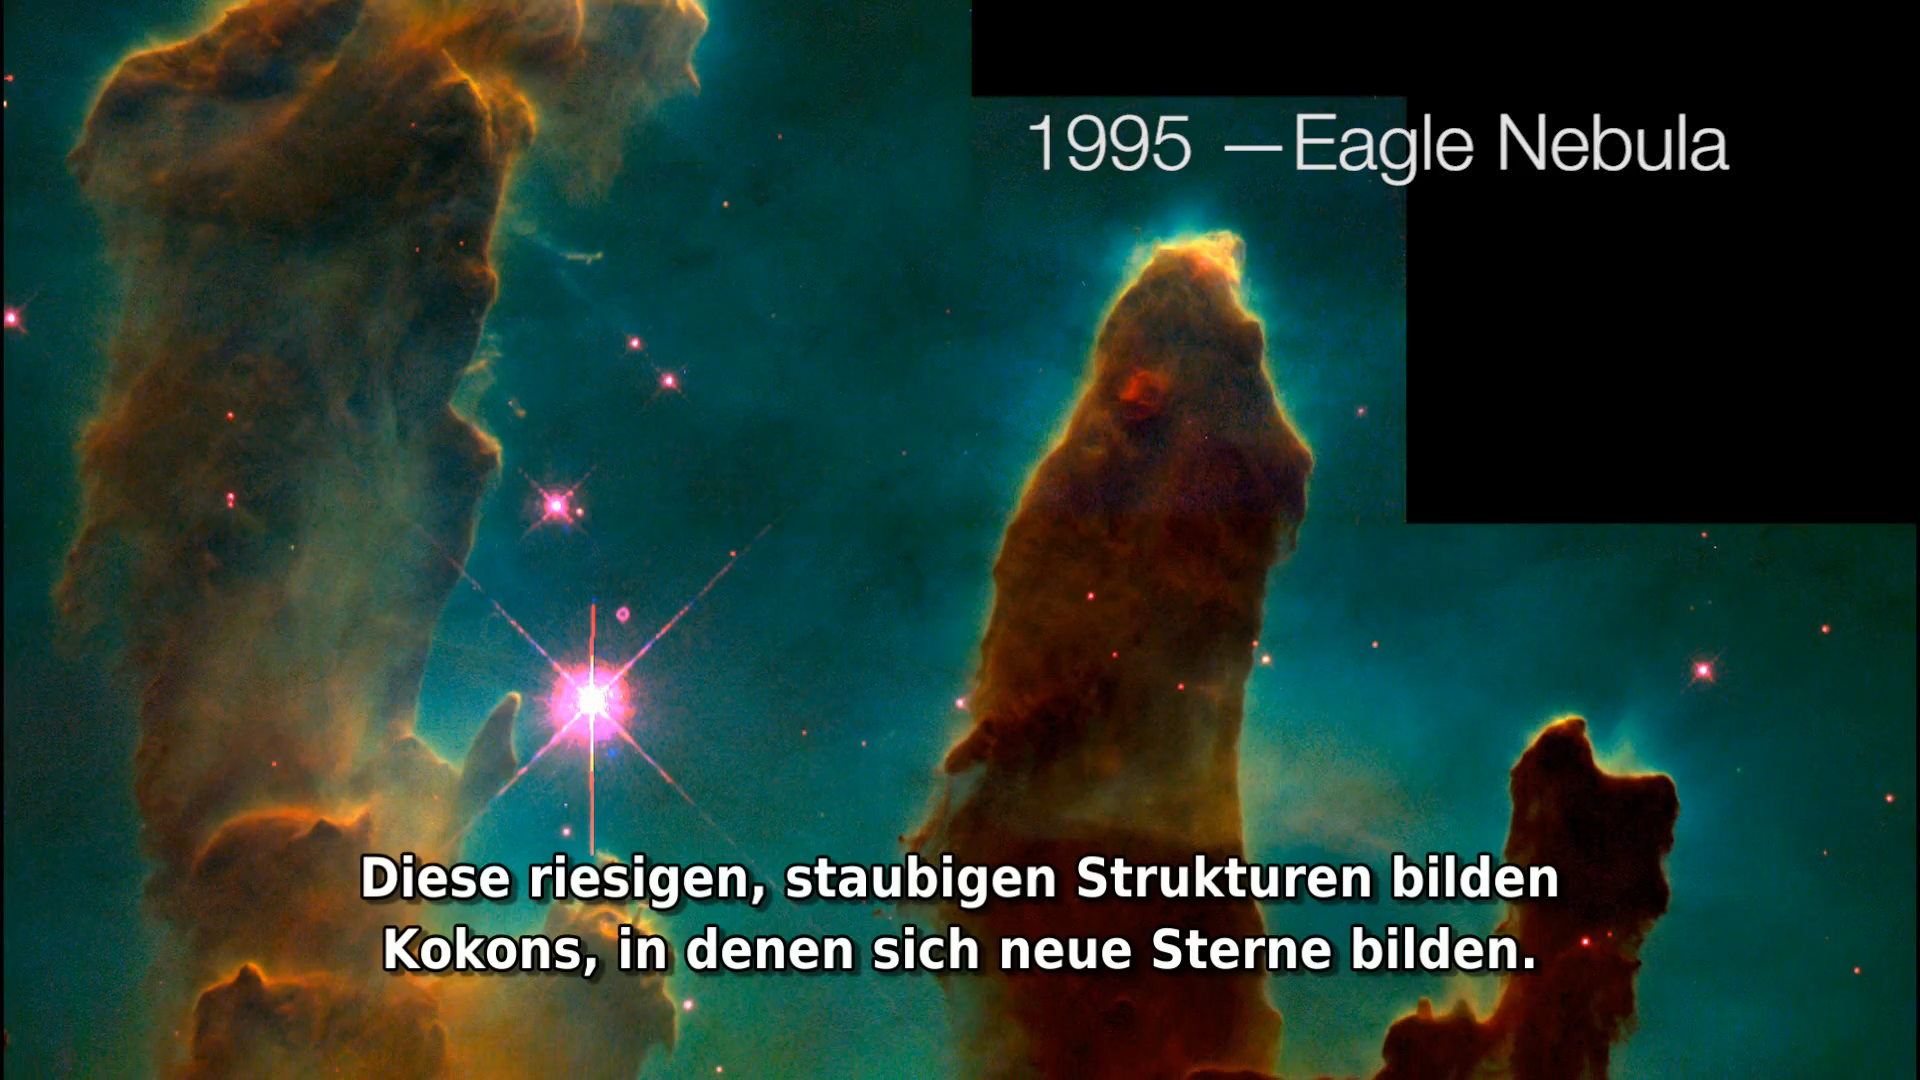 1995 —Eagle Nebula
Diese riesigen, staubigen Strukturen bilden
Kokons, in denen sich neue Sterne bilden.